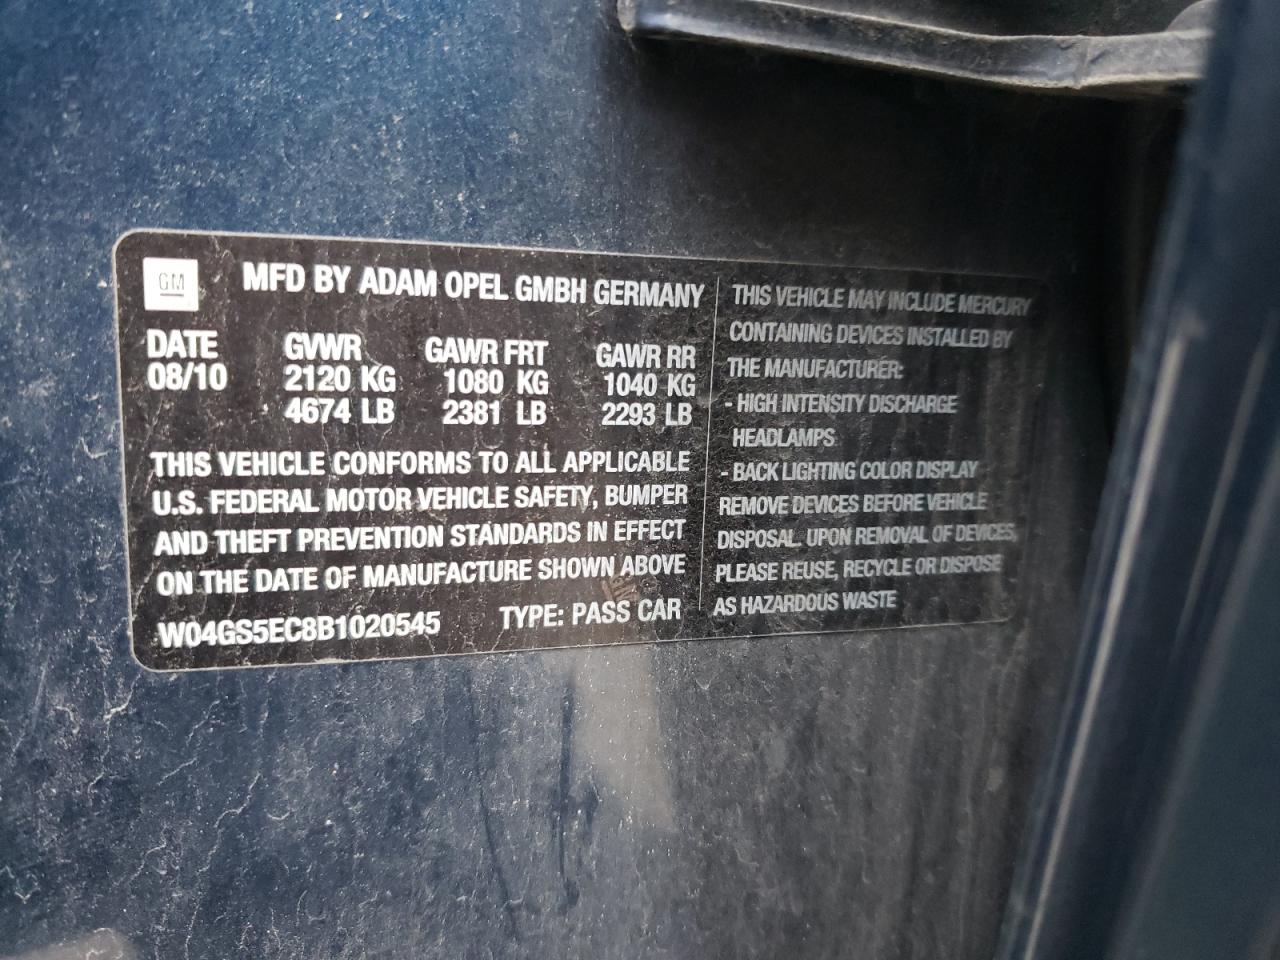 GM
MFD BY ADAM OPEL GMBH GERMANY
DATE GVWR GAWR FRT GAWR RR
08/10 2120 KG 1080 KG 1040 KG
4674 LB 2381 LB 2293 LB
THIS VEHICLE CONFORMS TO ALL APPLICABLE
U.S. FEDERAL MOTOR VEHICLE SAFETY, BUMPER
AND THEFT PREVENTION STANDARDS IN EFFECT
ON THE DATE OF MANUFACTURE SHOWN ABOVE
W04GS5EC8B1020545 TYPE: PASS CAR
THIS VEHICLE MAY INCLUDE MERCURY
CONTAINING DEVICES INSTALLED BY
THE MANUFACTURER:
- HIGH INTENSITY DISCHARGE
HEADLAMPS
- BACK LIGHTING COLOR DISPLAY
REMOVE DEVICES BEFORE VEHICLE
DISPOSAL. UPON REMOVAL OF DEVICES,
PLEASE REUSE, RECYCLE OR DISPOSE
AS HAZARDOUS WASTE